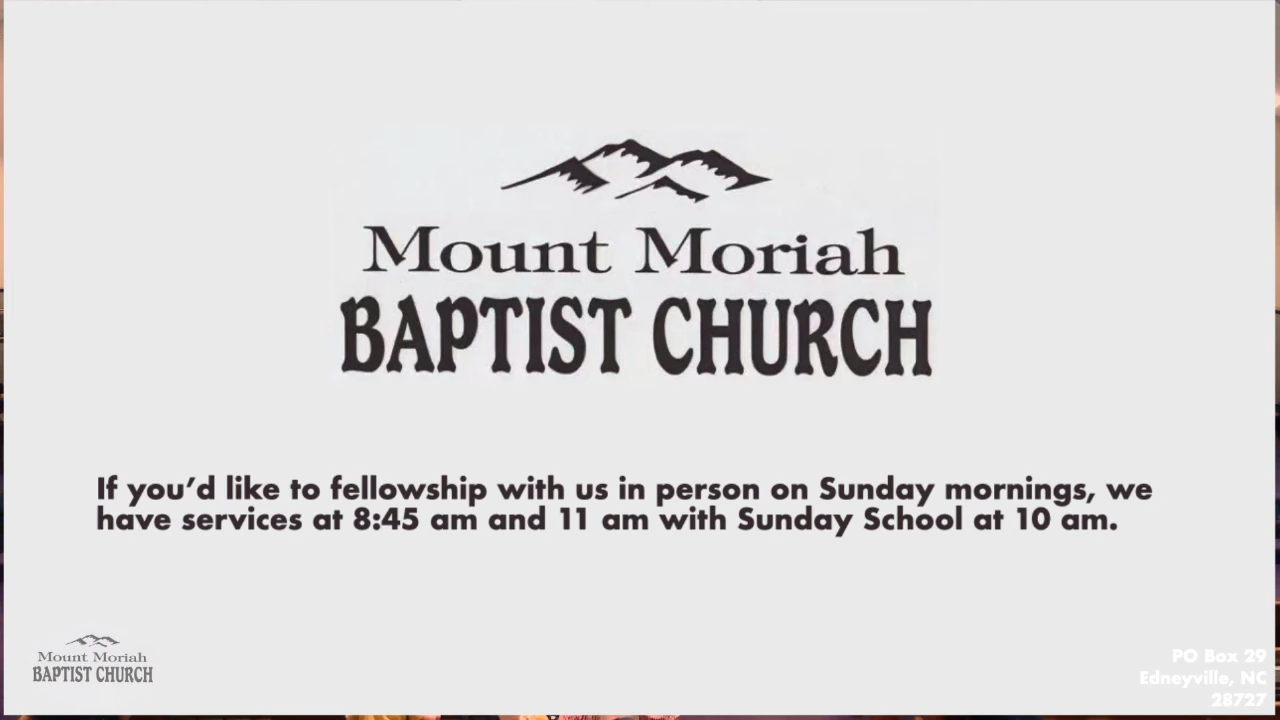 Mount Moriah
BAPTIST CHURCH
If you’d like to fellowship with us in person on Sunday mornings, we
have services at 8:45 am and 11 am with Sunday School at 10 am.
Mount Moriah
BAPTIST CHURCH
PO Box 29
Edneyville, NC
28727